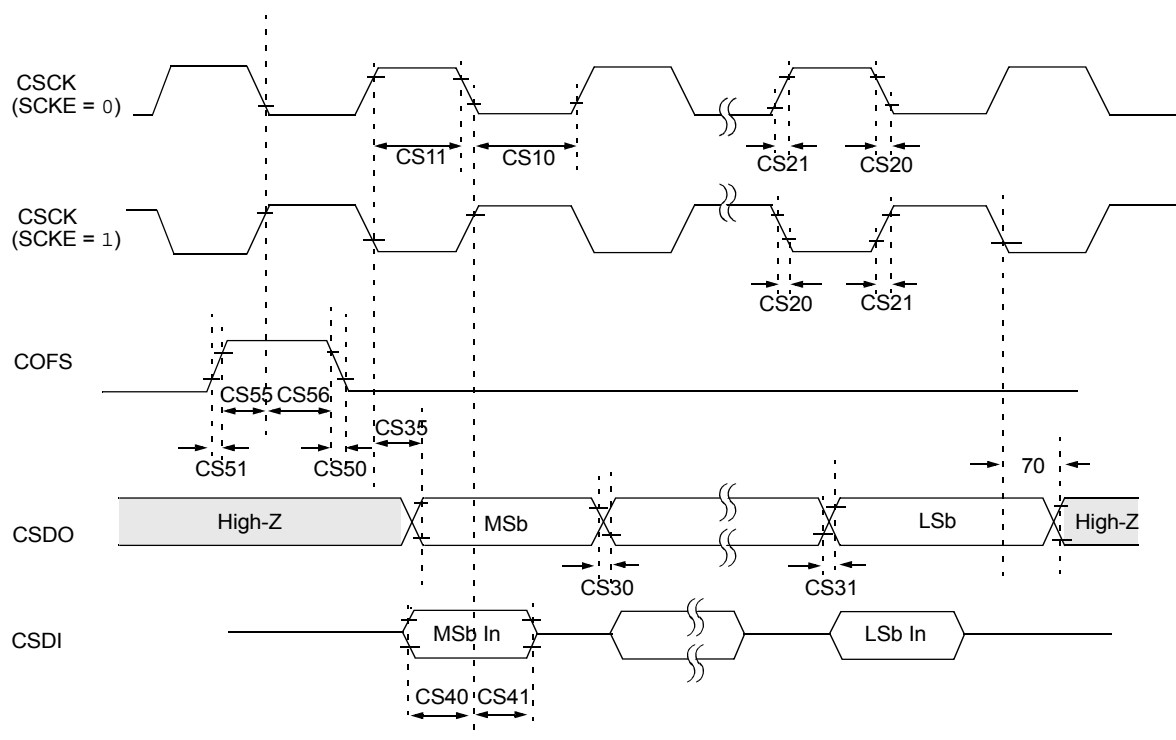 CSCK
(SCKE = 0)
CS11
CS10
CS21
CS20
CSCK
(SCKE = 1)
CS20
CS21
COFS
CS55
CS56
CS35
CS51
CS50
70
CSDO
High-Z
MSb
LSb
High-Z
CS30
CS31
CSDI
MSb In
LSb In
CS40
CS41